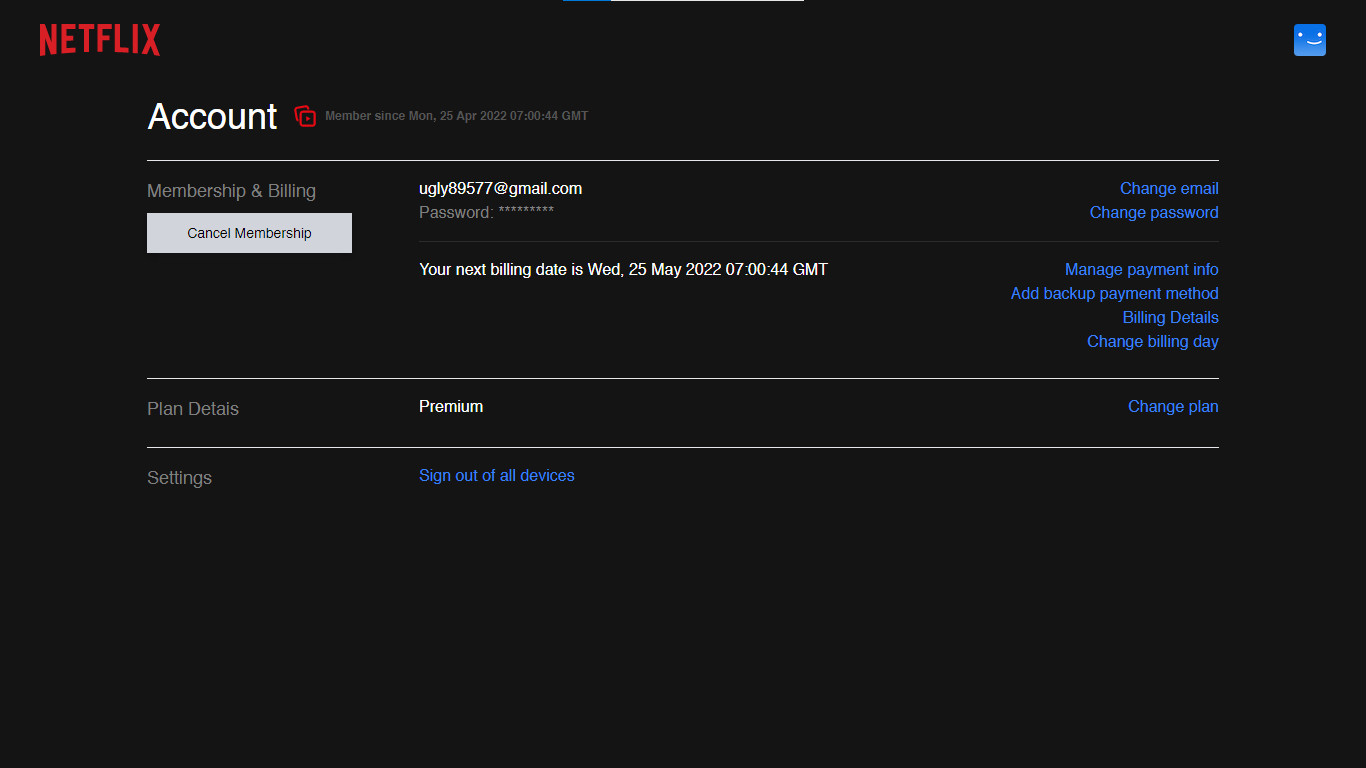 NETFLIX
Account
Member since Mon, 25 Apr 2022 07:00:44 GMT
Membership & Billing
Cancel Membership
ugly89577@gmail.com
Password: *********
Change email
Change password
Your next billing date is Wed, 25 May 2022 07:00:44 GMT
Manage payment info
Add backup payment method
Billing Details
Change billing day
Plan Detais
Premium
Change plan
Settings
Sign out of all devices